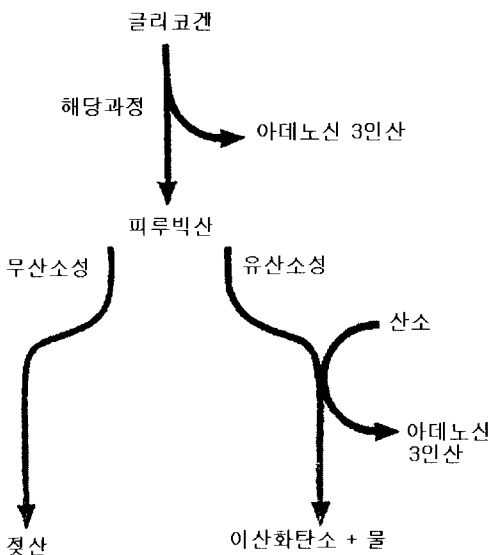 글리코겐
해당과정
아데노신 3인산
피루빅산
무산소성
유산소성
산소
아데노신
3인산
젖산
이산화탄소 + 물